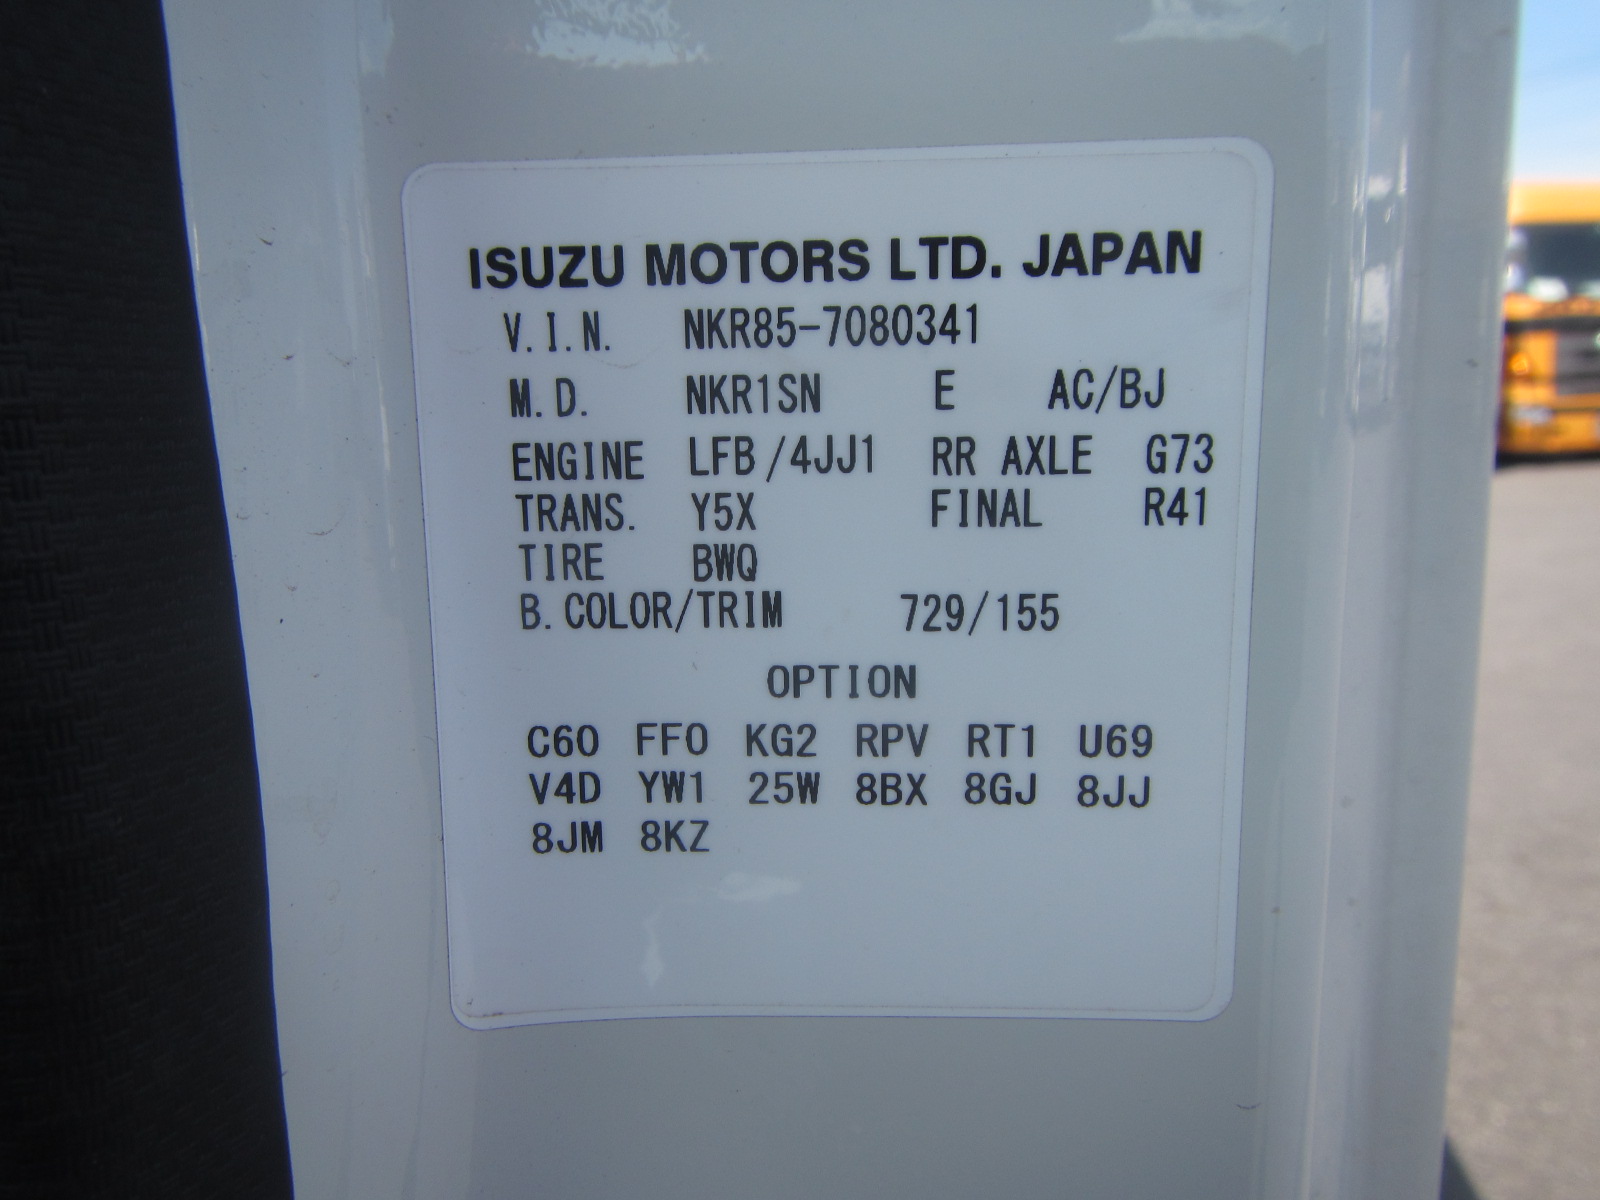 ISUZU MOTORS LTD. JAPAN
V.I.N. NKR85-7080341
M.D. NKR1SN E AC/BJ
ENGINE LFB/4JJ1 RR AXLE G73
TRANS. Y5X FINAL R41
TIRE BWQ
B.COLOR/TRIM 729/155
OPTION
C60 FF0 KG2 RPV RT1 U69
V4D YW1 25W 8BX 8GJ 8JJ
8JM 8KZ